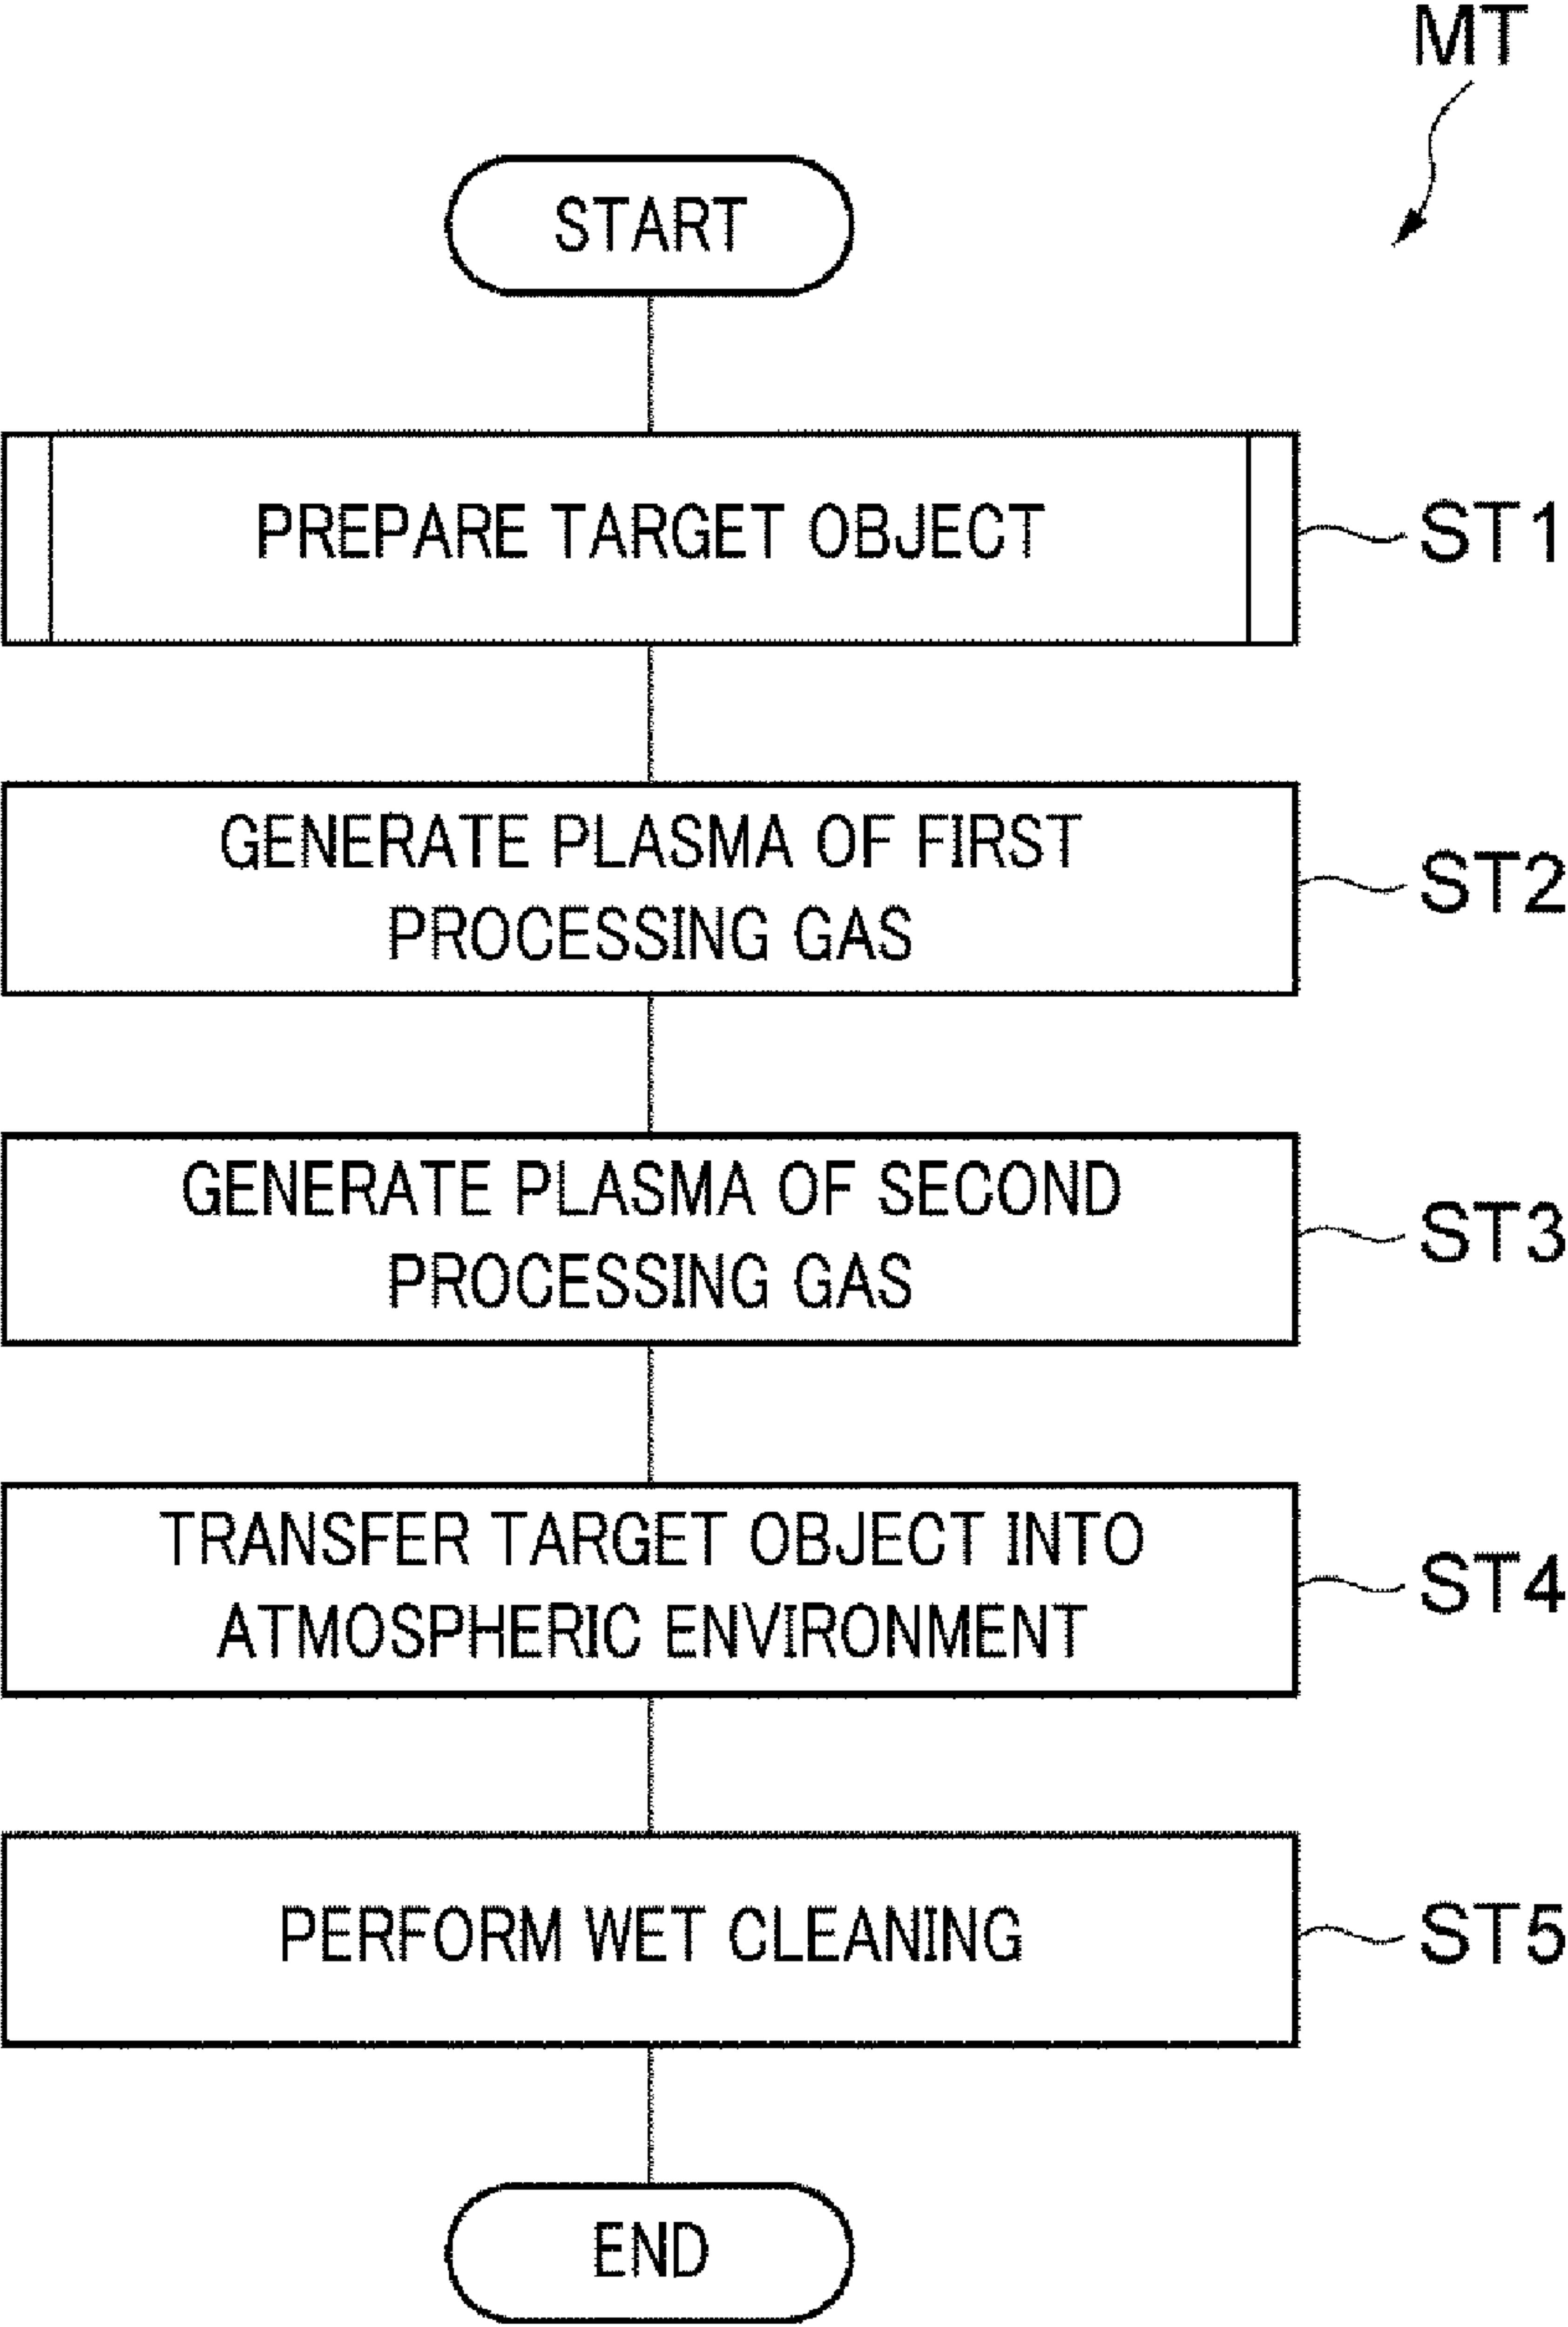 MT
START
PREPARE TARGET OBJECT
ST1
GENERATE PLASMA OF FIRST
PROCESSING GAS
ST2
GENERATE PLASMA OF SECOND
PROCESSING GAS
ST3
TRANSFER TARGET OBJECT INTO
ATMOSPHERIC ENVIRONMENT
ST4
PERFORM WET CLEANING
ST5
END